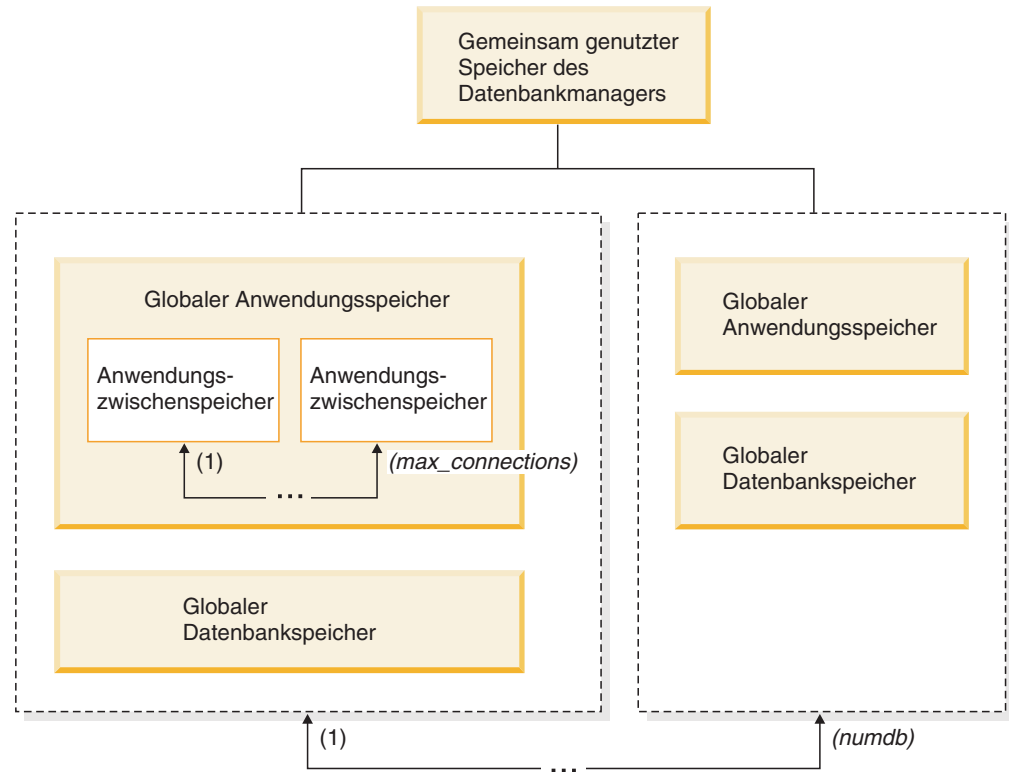 Gemeinsam genutzter
Speicher des
Datenbankmanagers
Globaler Anwendungsspeicher
Anwendungs-
zwischenspeicher
Anwendungs-
zwischenspeicher
(1)
(max_connections)
...
Globaler
Datenbankspeicher
Globaler
Anwendungsspeicher
Globaler
Datenbankspeicher
(1)
(numdb)
...